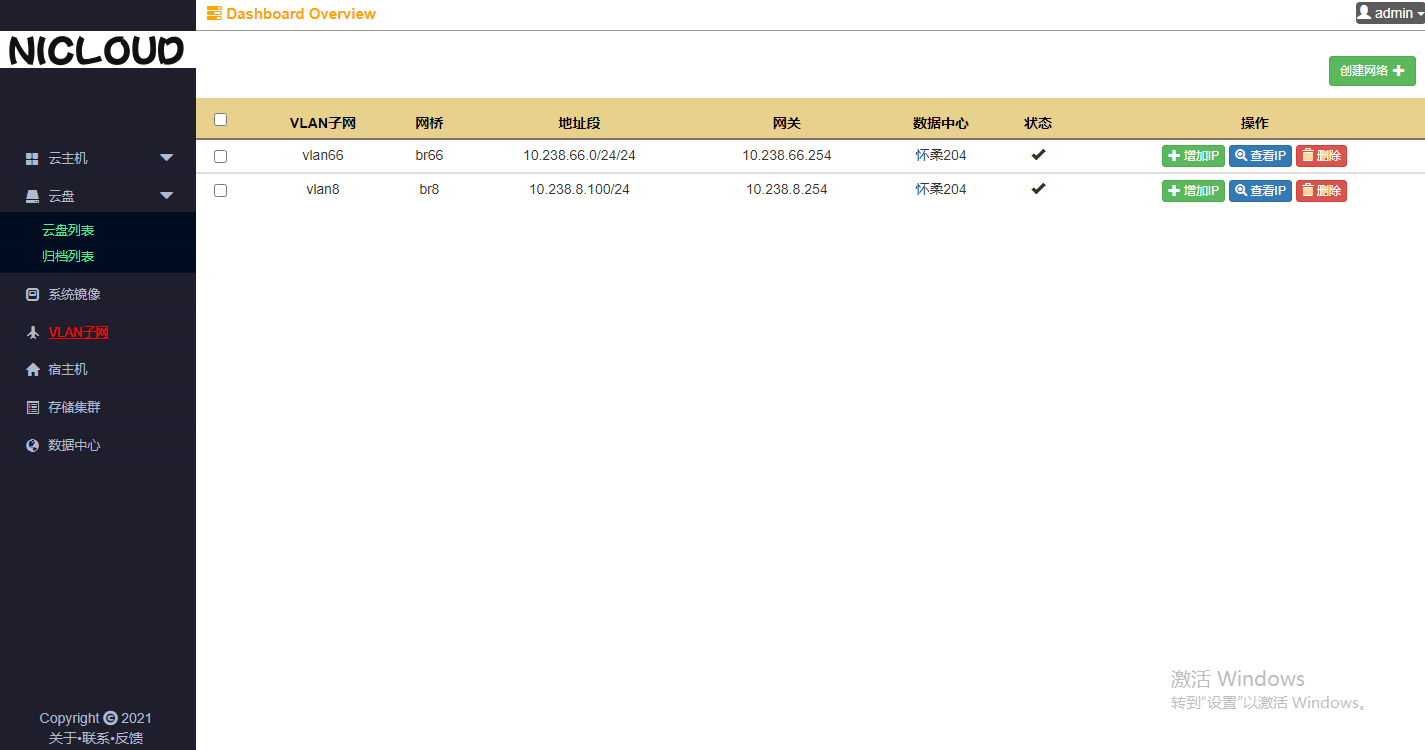 Dashboard Overview
admin
NICLOUD
创建网络
VLAN子网 网桥 地址段 网关 数据中心 状态 操作
vlan66 br66 10.238.66.0/24/24 10.238.66.254 怀柔204 增加IP 查看IP 删除
vlan8 br8 10.238.8.100/24 10.238.8.254 怀柔204 增加IP 查看IP 删除
云主机
云盘
云盘列表
归档列表
系统镜像
VLAN子网
宿主机
存储集群
数据中心
激活 Windows
转到“设置”以激活 Windows。
Copyright 2021
关于•联系•反馈